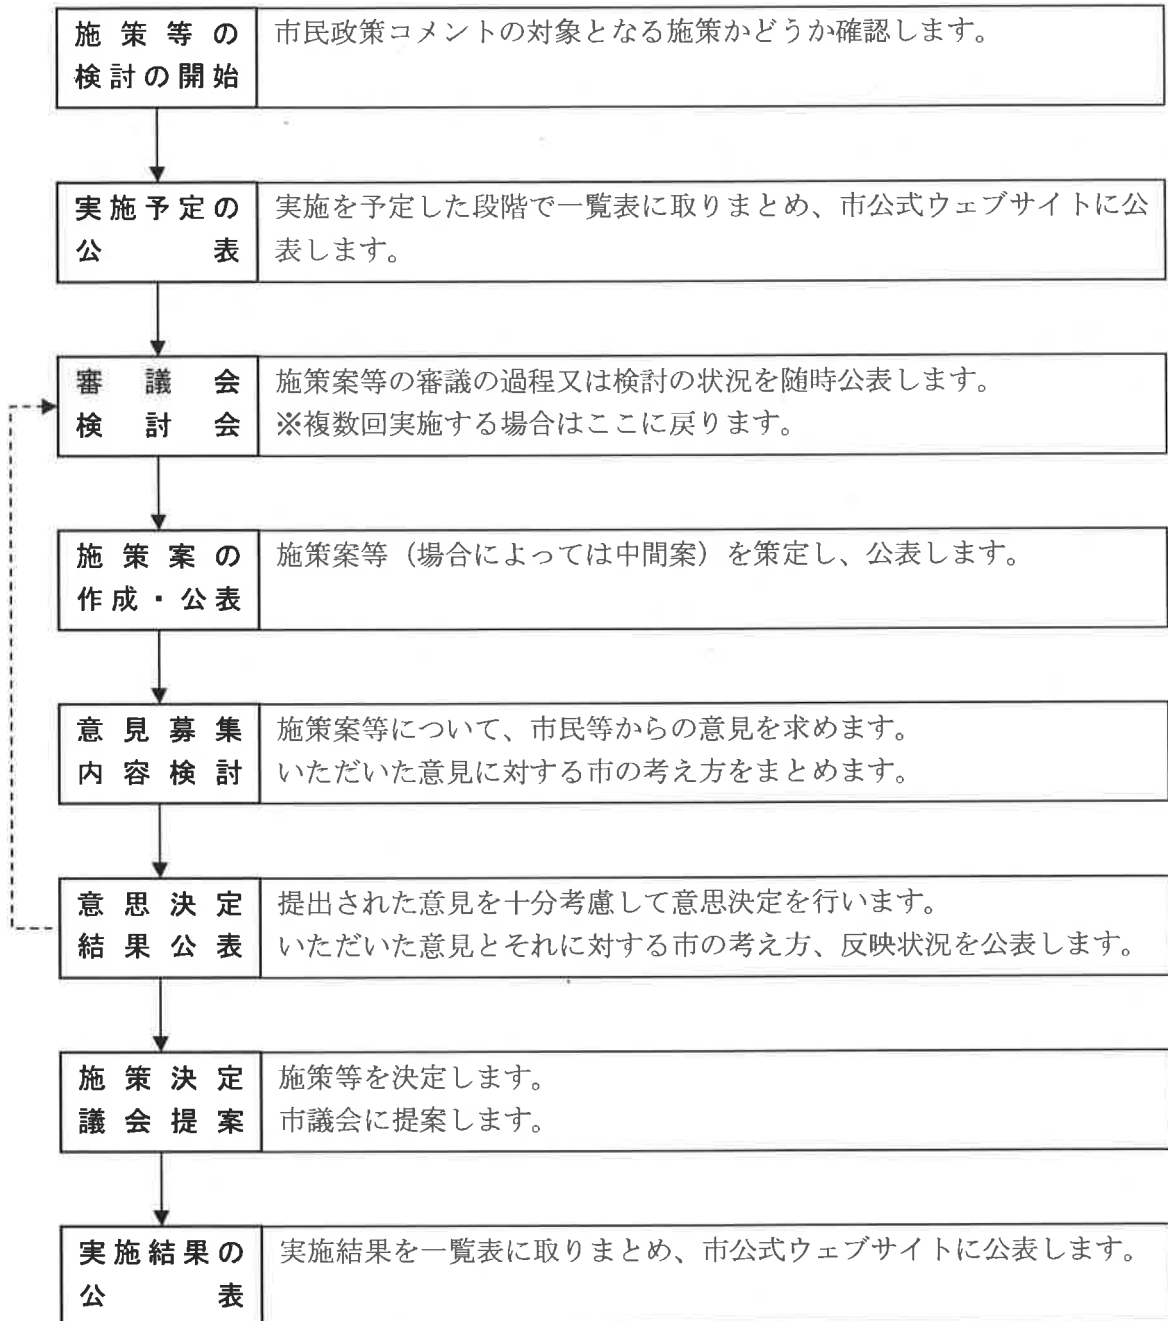 施策等の
検討の開始
市民政策コメントの対象となる施策かどうか確認します。
実施予定の
公表
実施を予定した段階で一覧表に取りまとめ、市公式ウェブサイトに公
表します。
審議会
検討会
施策案等の審議の過程又は検討の状況を随時公表します。
※複数回実施する場合はここに戻ります。
施策案の
作成・公表
施策案等（場合によっては中間案）を策定し、公表します。
意見募集
内容検討
施策案等について、市民等からの意見を求めます。
いただいた意見に対する市の考え方をまとめます。
意思決定
結果公表
提出された意見を十分考慮して意思決定を行います。
いただいた意見とそれに対する市の考え方、反映状況を公表します。
施策決定
議会提案
施策等を決定します。
市議会に提案します。
実施結果の
公表
実施結果を一覧表に取りまとめ、市公式ウェブサイトに公表します。